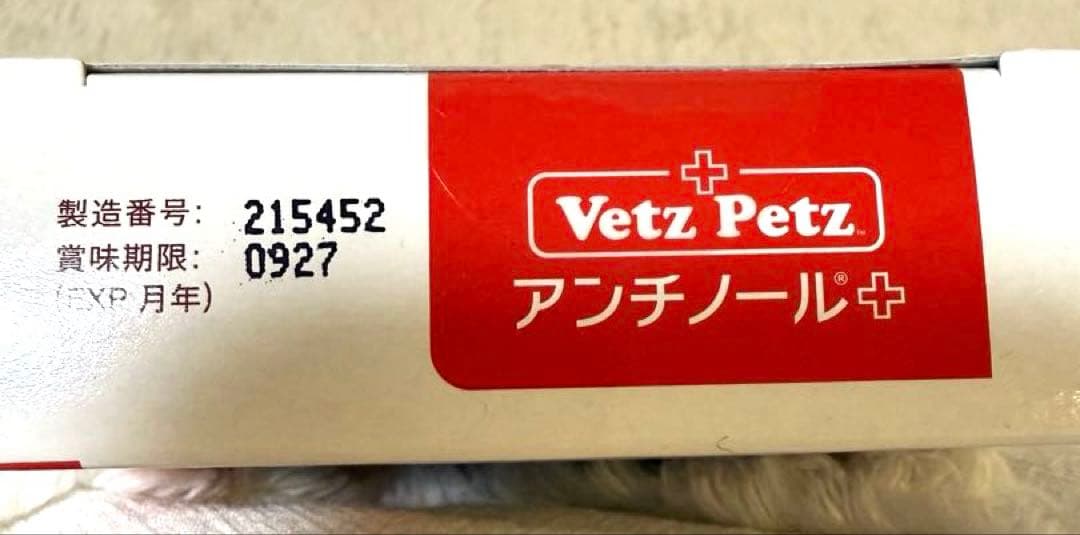 製造番号: 215452
賞味期限: 0927
(EXP 月年)
Vetz Petz™
アンチノール®